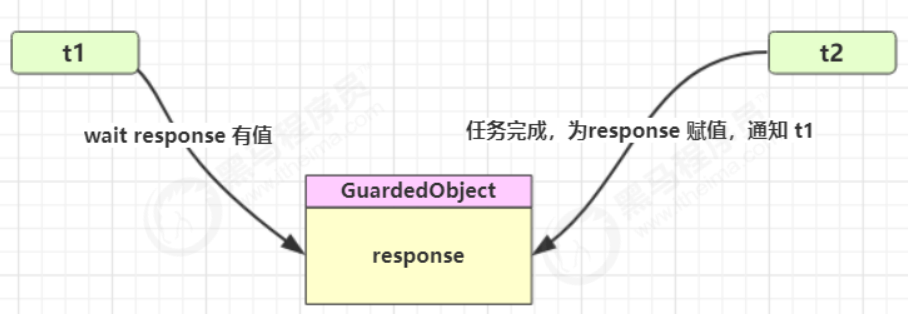 t1
t2
wait response 有值
任务完成，为response 赋值，通知 t1
GuardedObject
response
黑马程序员
www.itheima.com
黑马程序员
www.itheima.com